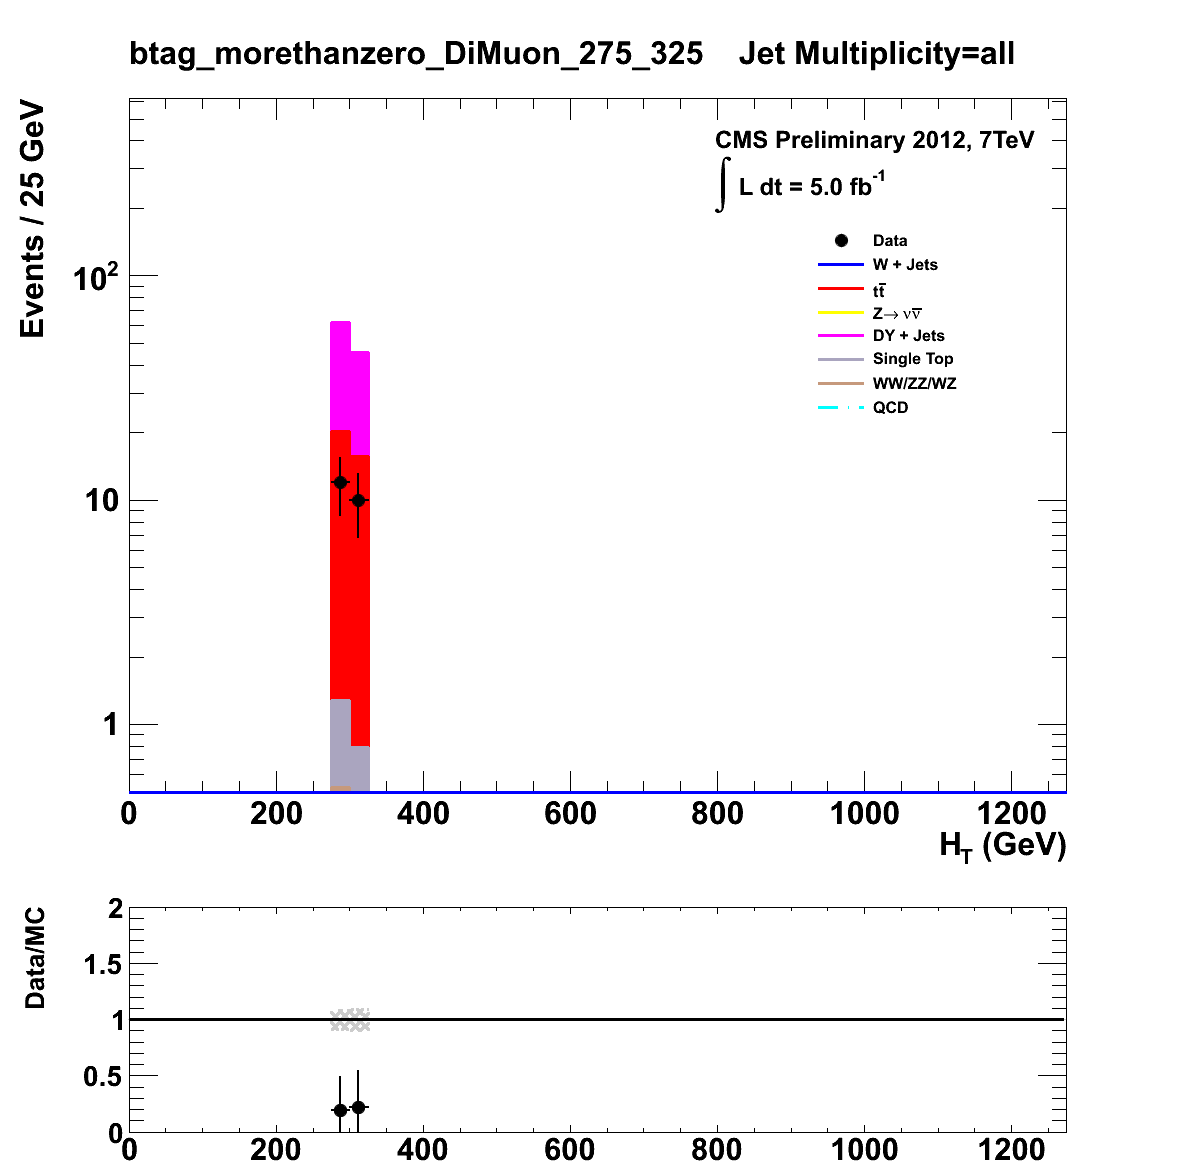 btag_morethanzero_DiMuon_275_325 Jet Multiplicity=all
Events / 25 GeV
CMS Preliminary 2012, 7TeV
∫ L dt = 5.0 fb⁻¹
Data
W + Jets
tt̅
Z→ νν̅
DY + Jets
Single Top
WW/ZZ/WZ
QCD
10²
10
1
0 200 400 600 800 1000 1200
H_T (GeV)
Data/MC
2
1.5
1
0.5
0
0 200 400 600 800 1000 1200